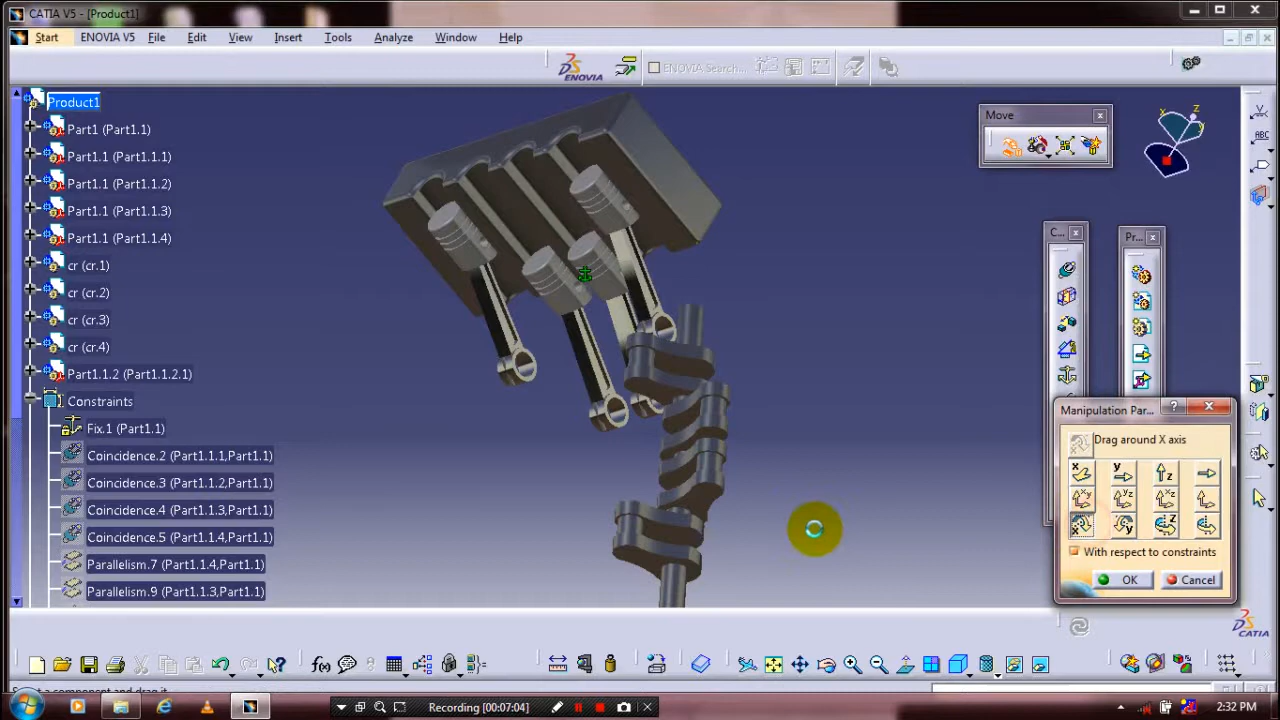 CATIA V5 - [Product1]
Start ENOVIA V5 File Edit View Insert Tools Analyze Window Help
ENOVIA
ENOVIA Search...
Product1
Part1 (Part1.1)
Part1.1 (Part1.1.1)
Part1.1 (Part1.1.2)
Part1.1 (Part1.1.3)
Part1.1 (Part1.1.4)
cr (cr.1)
cr (cr.2)
cr (cr.3)
cr (cr.4)
Part1.1.2 (Part1.1.2.1)
Constraints
Fix.1 (Part1.1)
Coincidence.2 (Part1.1.1,Part1.1)
Coincidence.3 (Part1.1.2,Part1.1)
Coincidence.4 (Part1.1.3,Part1.1)
Coincidence.5 (Part1.1.4,Part1.1)
Parallelism.7 (Part1.1.4,Part1.1)
Parallelism.9 (Part1.1.3,Part1.1)
Move
C...
Pr...
ABC
Manipulation Par...
Drag around X axis
With respect to constraints
OK Cancel
CATIA
f(x)
Recording [00:07:04]
2:32 PM